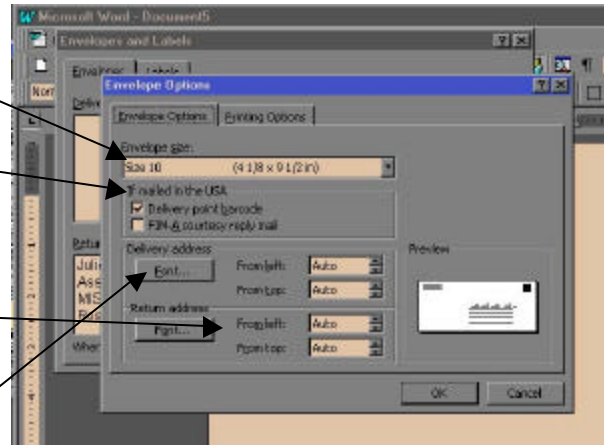 Microsoft Word - Document5
Envelopes and Labels
Envelopes Labels
Envelope Options
Envelope Options Printing Options
Envelope size:
Size 10 (4 1/8 x 9 1/2 in)
If mailed in the USA
Delivery point barcode
FIM-A courtesy reply mail
Delivery address
Font...
From left: Auto
From top: Auto
Return address
Font...
From left: Auto
From top: Auto
Preview
OK Cancel